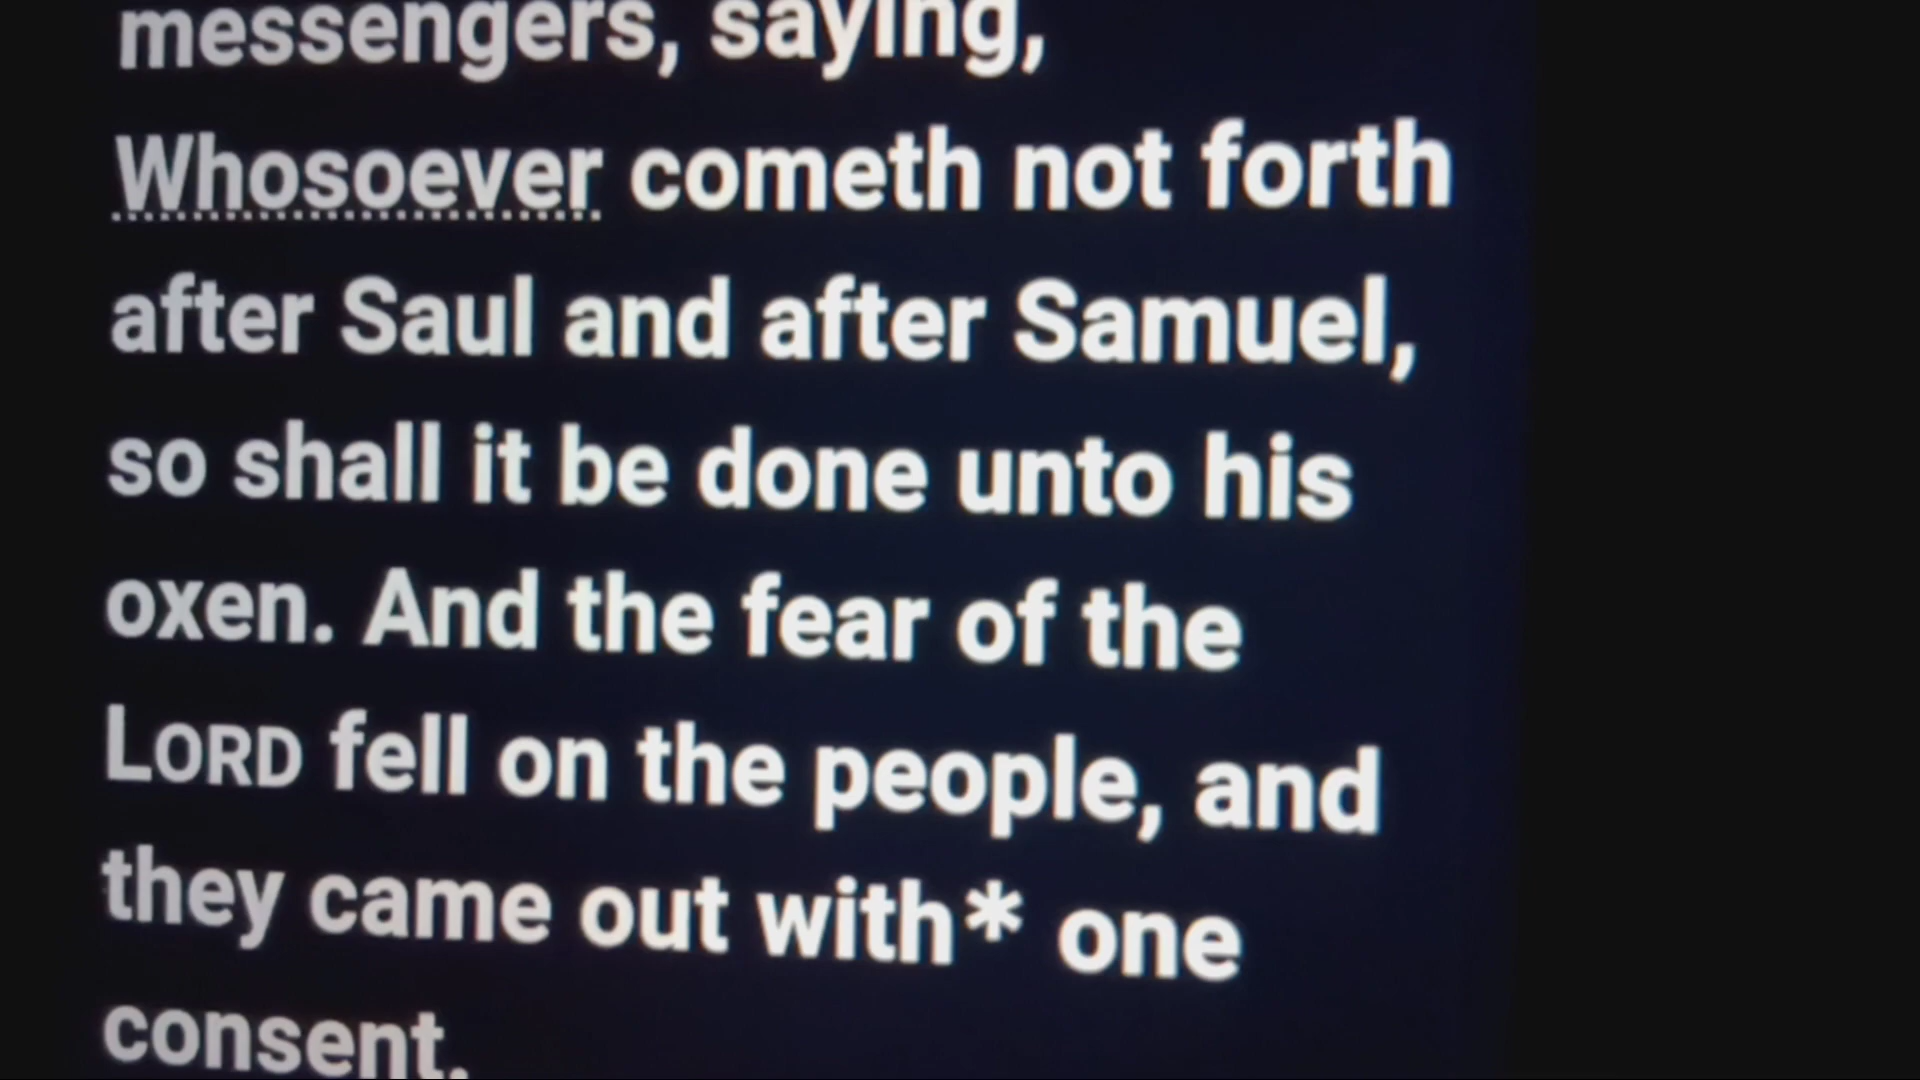 messengers, saying,
Whosoever cometh not forth
after Saul and after Samuel,
so shall it be done unto his
oxen. And the fear of the
LORD fell on the people, and
they came out with* one
consent.